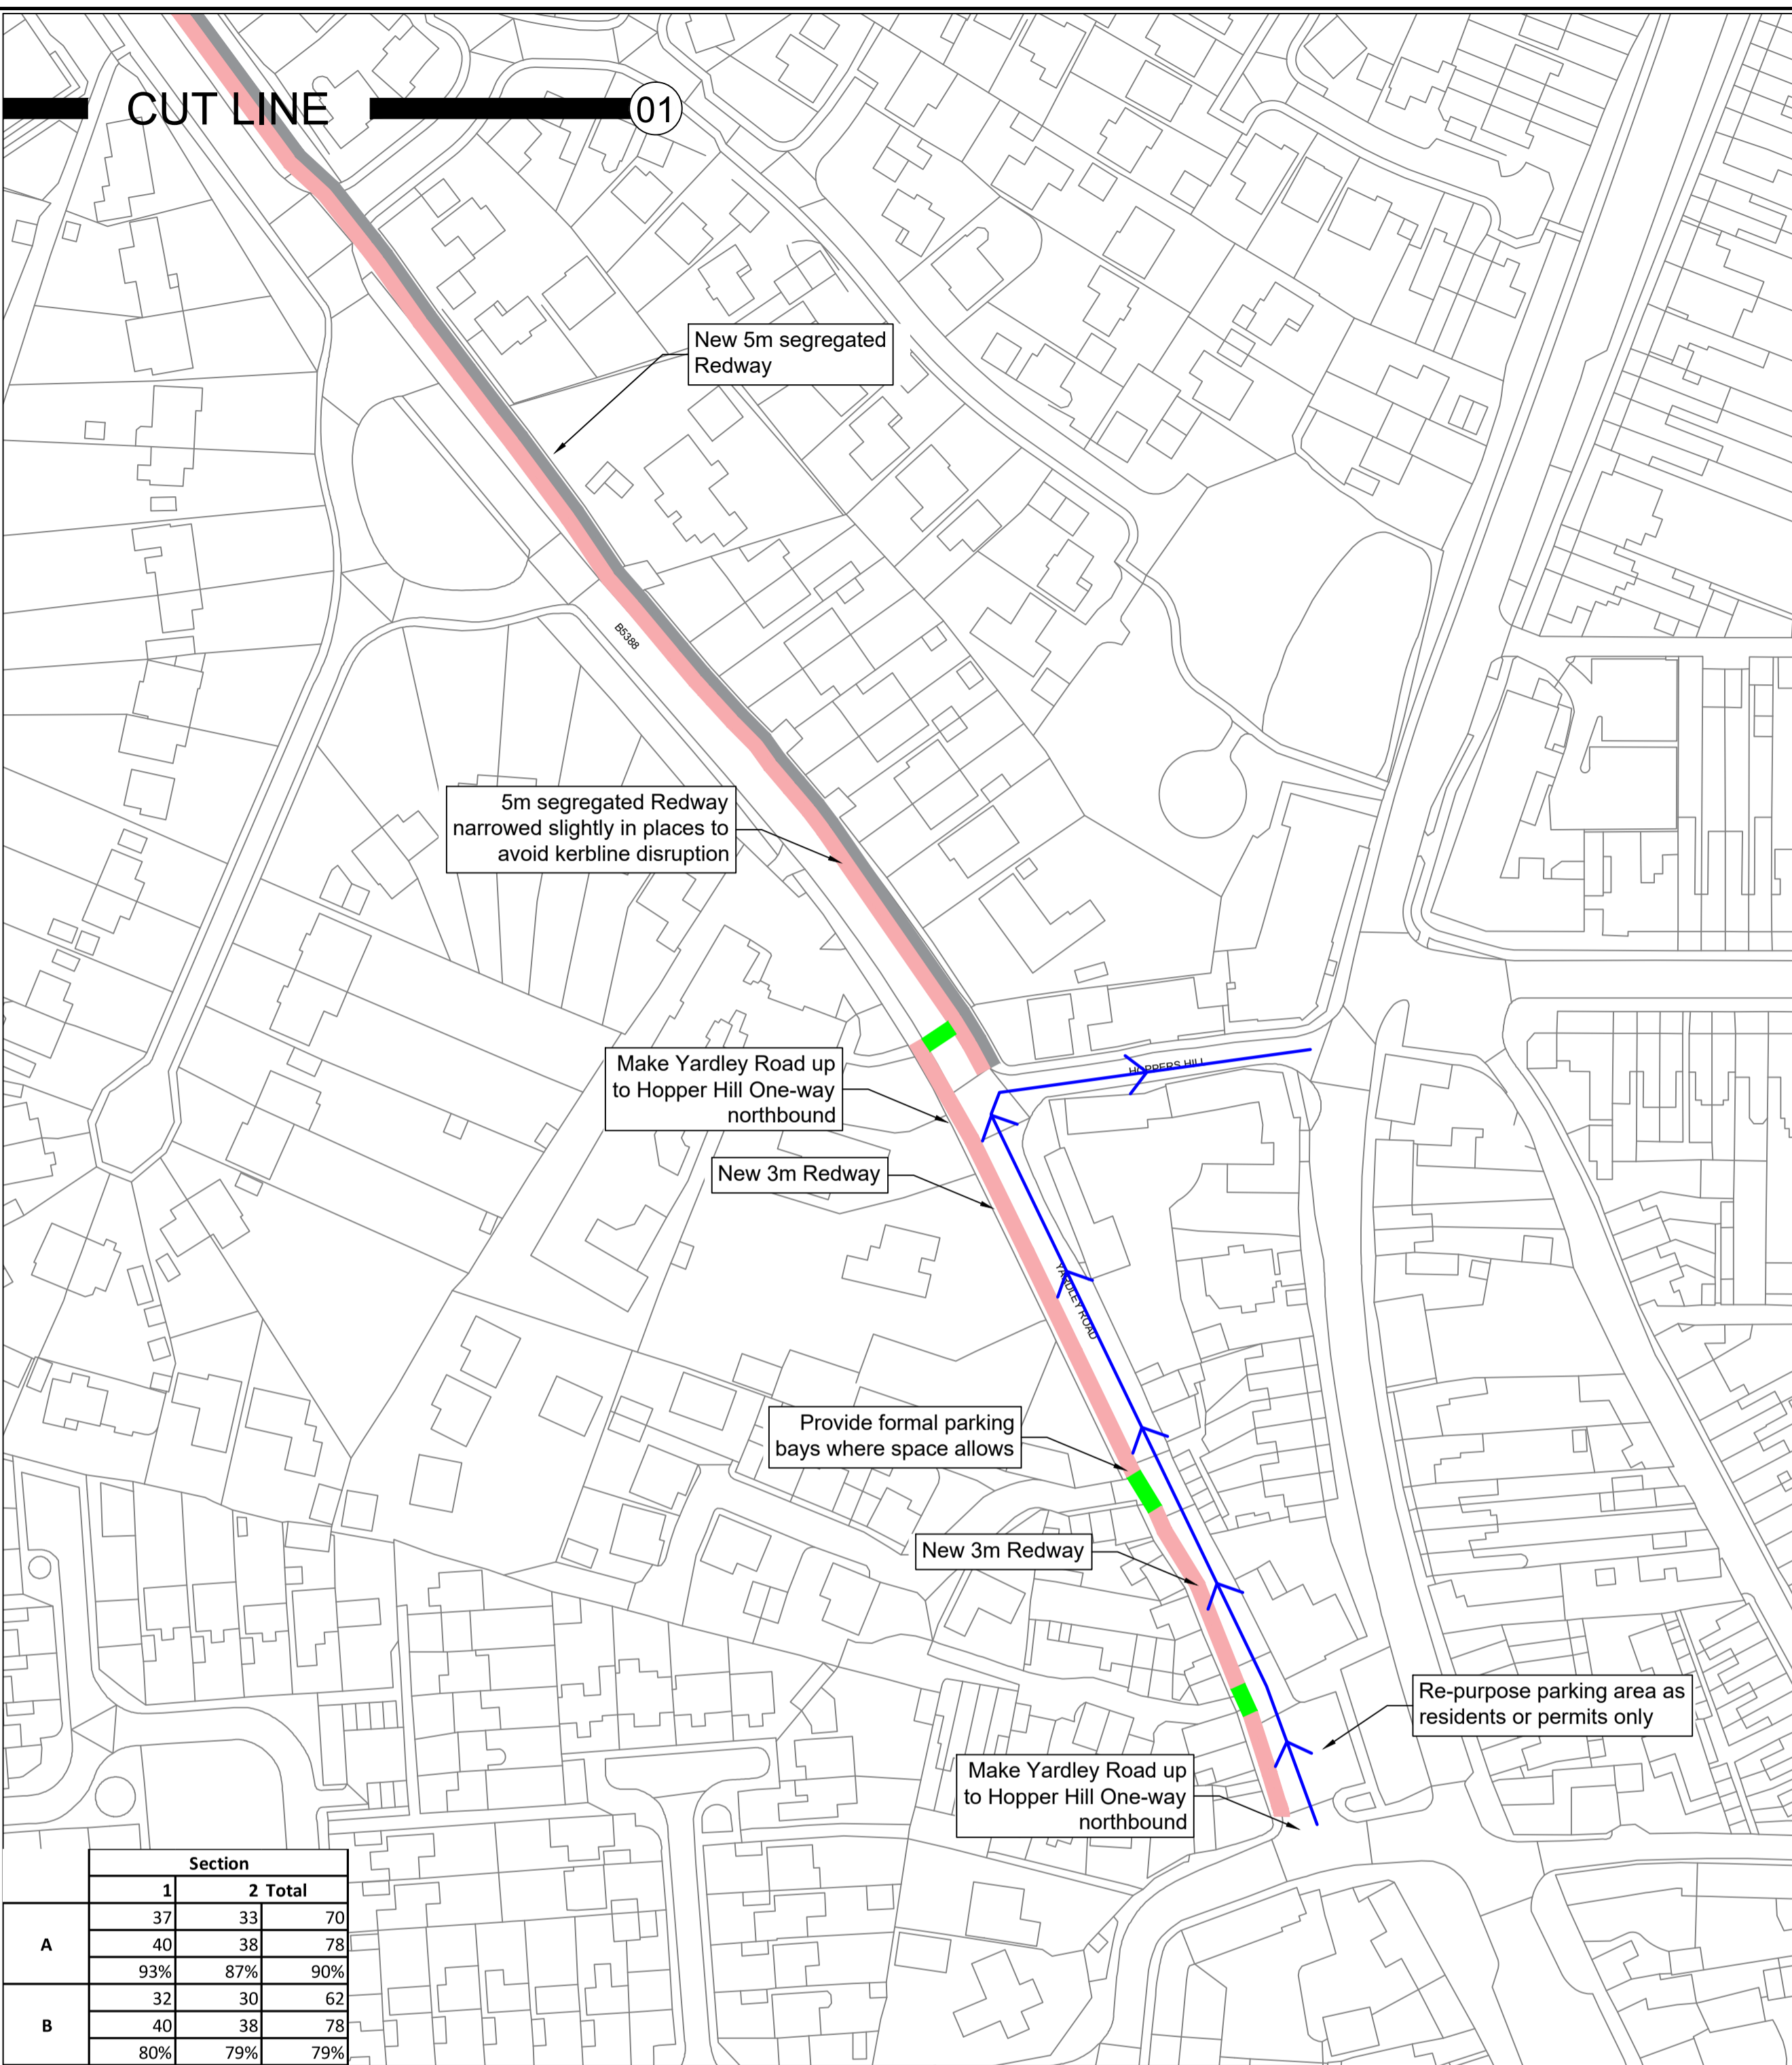 CUT LINE
01
New 5m segregated
Redway
B5388
5m segregated Redway
narrowed slightly in places to
avoid kerbline disruption
Make Yardley Road up
to Hopper Hill One-way
northbound
HOPPERS HILL
New 3m Redway
YARDLEY ROAD
Provide formal parking
bays where space allows
New 3m Redway
Re-purpose parking area as
residents or permits only
Make Yardley Road up
to Hopper Hill One-way
northbound
Section
1 2 Total
A
37 33 70
40 38 78
93% 87% 90%
B
32 30 62
40 38 78
80% 79% 79%